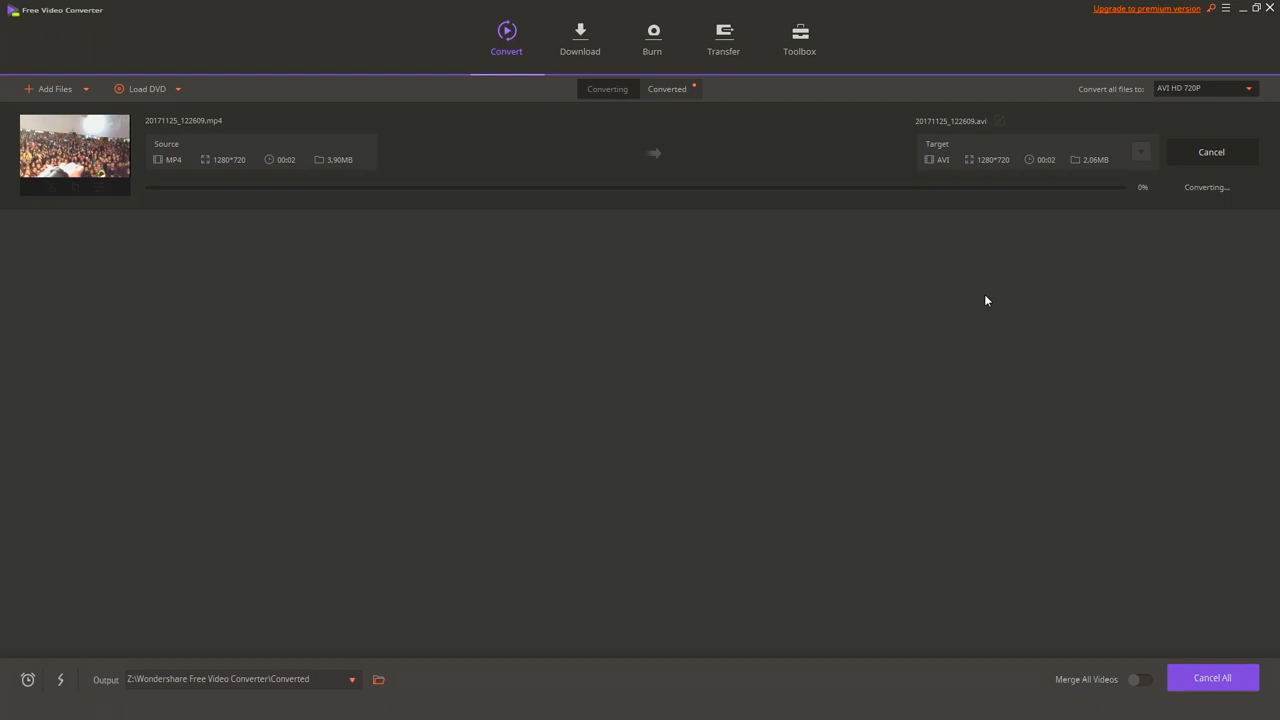 Free Video Converter
Upgrade to premium version
Convert
Download
Burn
Transfer
Toolbox
Add Files
Load DVD
Converting
Converted
Convert all files to:
AVI HD 720P
20171125_122609.mp4
20171125_122609.avi
Source
MP4 1280*720 00:02 3,90MB
Target
AVI 1280*720 00:02 2,06MB
Cancel
0%
Converting...
Output
Z:\Wondershare Free Video Converter\Converted
Merge All Videos
Cancel All